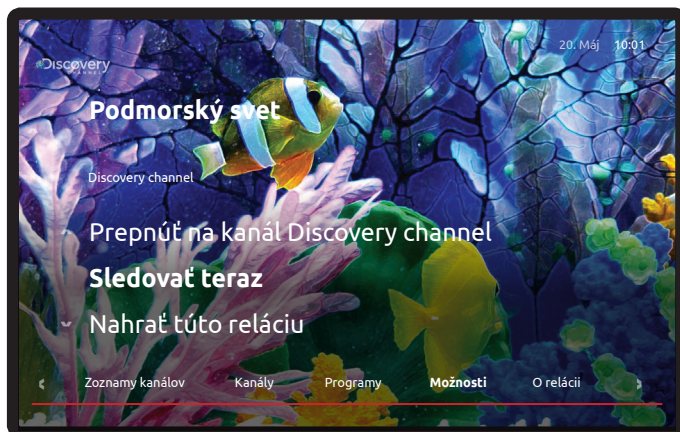 20. Máj 10:01
Discovery
CHANNEL
Podmorský svet
Discovery channel
Prepnúť na kanál Discovery channel
Sledovať teraz
Nahrať túto reláciu
Zoznamy kanálov Kanály Programy Možnosti O relácii